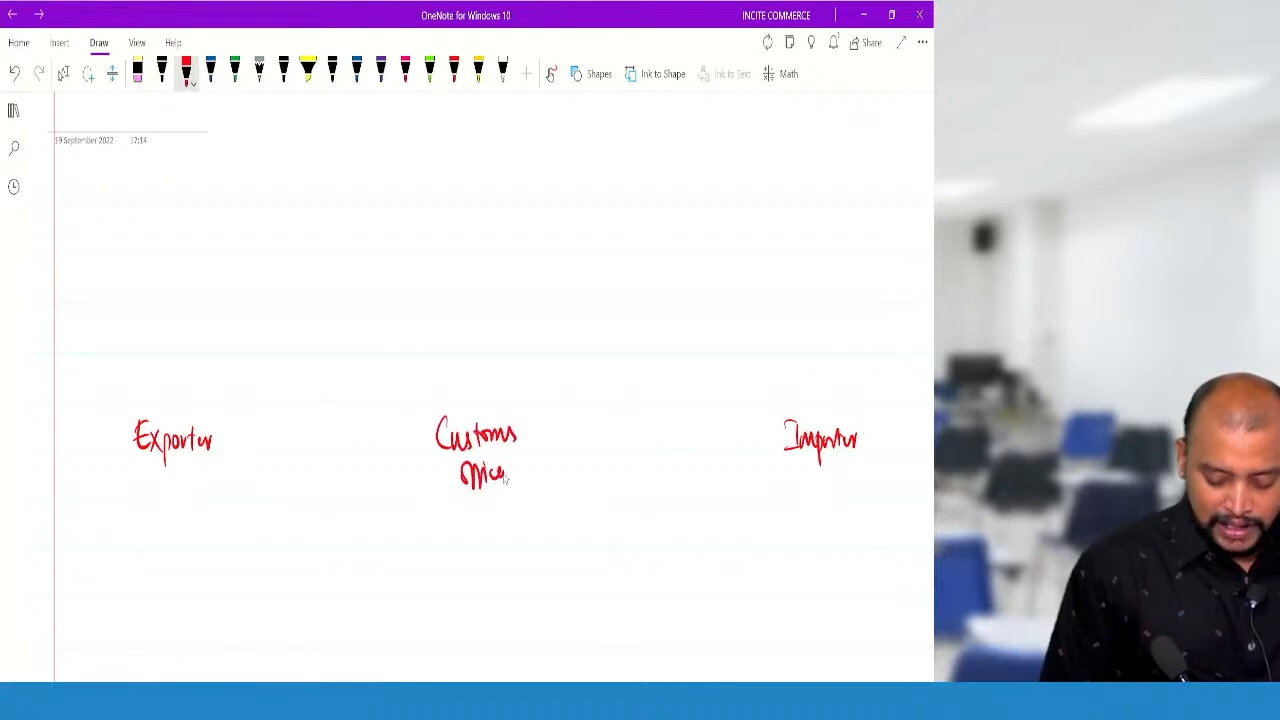 OneNote for Windows 10
INCITE COMMERCE
Home Insert Draw View Help
Share
Shapes Ink to Shape Ink to Text Math
19 September 2022 17:14
Exporter Customs Importer
Office